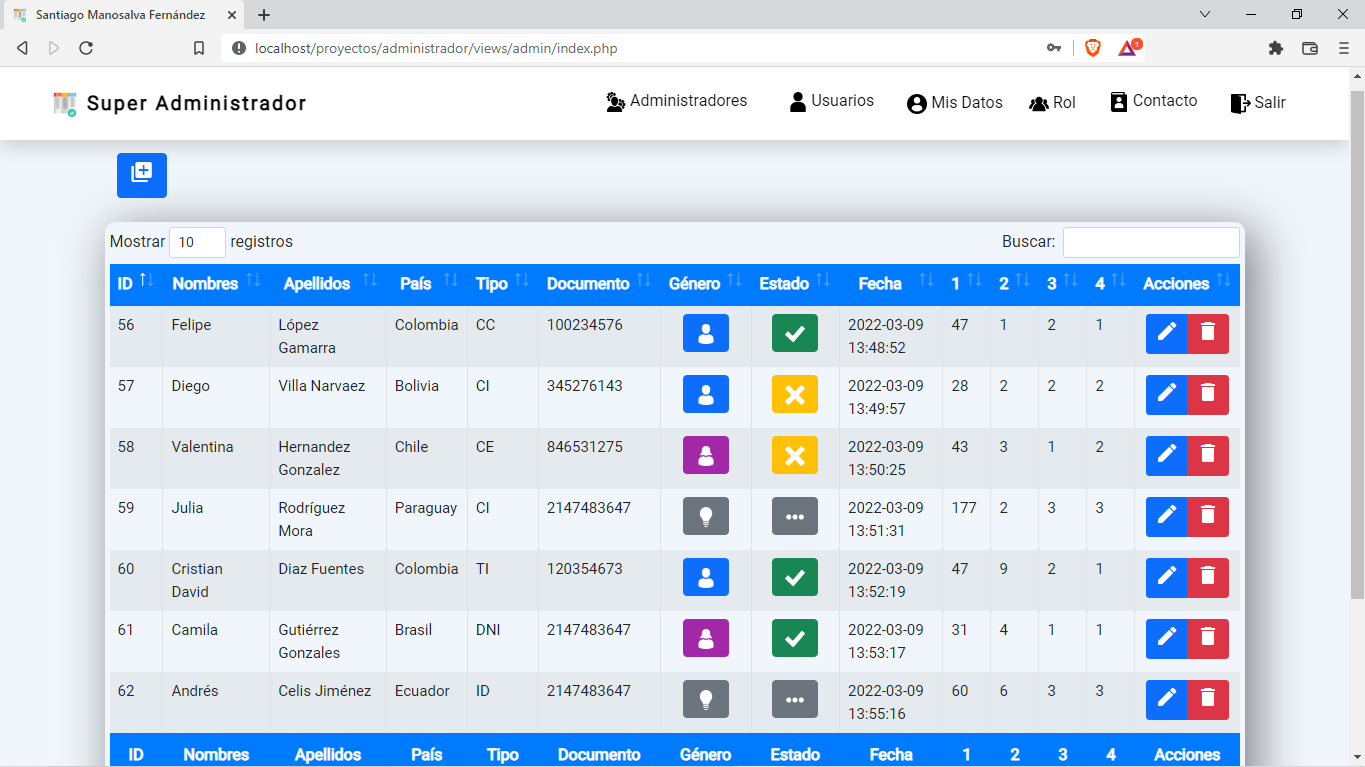 Santiago Manosalva Fernández
localhost/proyectos/administrador/views/admin/index.php
1
Super Administrador
Administradores Usuarios Mis Datos Rol Contacto Salir
Mostrar 10 registros Buscar:
ID Nombres Apellidos País Tipo Documento Género Estado Fecha 1 2 3 4 Acciones
56 Felipe López Colombia CC 100234576 2022-03-09 47 1 2 1
Gamarra 13:48:52
57 Diego Villa Narvaez Bolivia CI 345276143 2022-03-09 28 2 2 2
13:49:57
58 Valentina Hernandez Chile CE 846531275 2022-03-09 43 3 1 2
Gonzalez 13:50:25
59 Julia Rodríguez Paraguay CI 2147483647 2022-03-09 177 2 3 3
Mora 13:51:31
60 Cristian Diaz Fuentes Colombia TI 120354673 2022-03-09 47 9 2 1
David 13:52:19
61 Camila Gutiérrez Brasil DNI 2147483647 2022-03-09 31 4 1 1
Gonzales 13:53:17
62 Andrés Celis Jiménez Ecuador ID 2147483647 2022-03-09 60 6 3 3
13:55:16
ID Nombres Apellidos País Tipo Documento Género Estado Fecha 1 2 3 4 Acciones